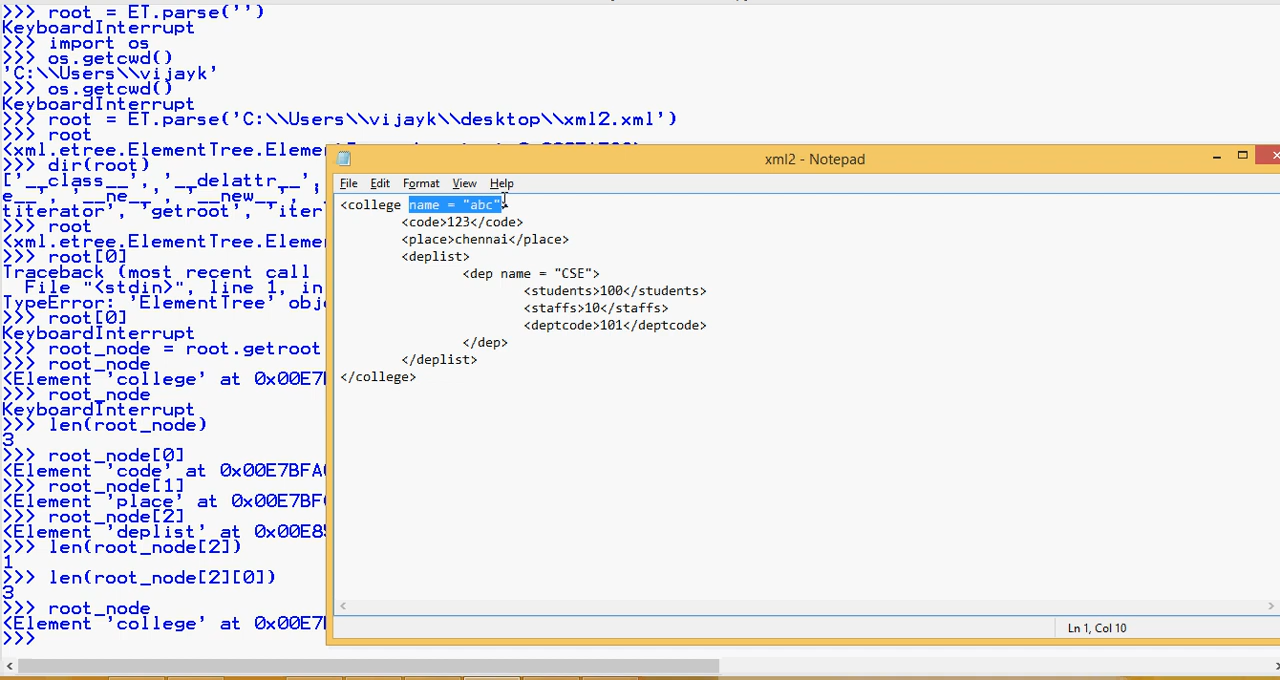 >>> root = ET.parse('')
KeyboardInterrupt
>>> import os
>>> os.getcwd()
'C:\\Users\\vijayk'
>>> os.getcwd()
KeyboardInterrupt
>>> root = ET.parse('C:\\Users\\vijayk\\desktop\\xml2.xml')
>>> root
<xml.etree.ElementTree.Eleme
>>> dir(root)
['__class__', '__delattr__',
e__', '__ne__', '__new__',
titerator', 'getroot', 'iter
>>> root
<xml.etree.ElementTree.Eleme
>>> root[0]
Traceback (most recent call
File "<stdin>", line 1, in
TypeError: 'ElementTree' obj
>>> root[0]
KeyboardInterrupt
>>> root_node = root.getroot
>>> root_node
<Element 'college' at 0x00E7
>>> root_node
KeyboardInterrupt
>>> len(root_node)
3
>>> root_node[0]
<Element 'code' at 0x00E7BFA
>>> root_node[1]
<Element 'place' at 0x00E7BF
>>> root_node[2]
<Element 'deplist' at 0x00E8
>>> len(root_node[2])
1
>>> len(root_node[2][0])
3
>>> root_node
<Element 'college' at 0x00E7
>>>
xml2 - Notepad
File Edit Format View Help
<college name = "abc"
<code>123</code>
<place>chennai</place>
<deplist>
<dep name = "CSE">
<students>100</students>
<staffs>10</staffs>
<deptcode>101</deptcode>
</dep>
</deplist>
</college>
Ln 1, Col 10